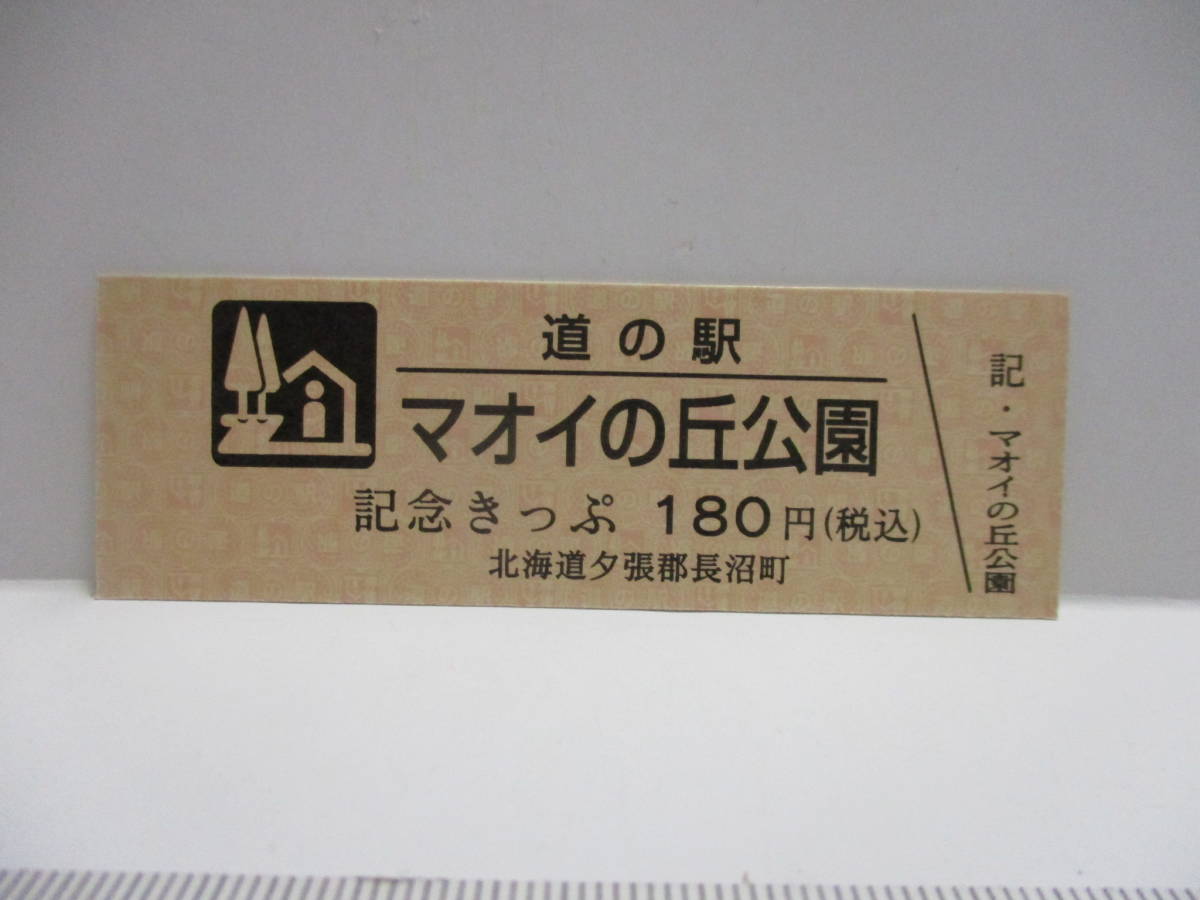 道の駅
マオイの丘公園
記念きっぷ 180円(税込)
北海道夕張郡長沼町
記・マオイの丘公園